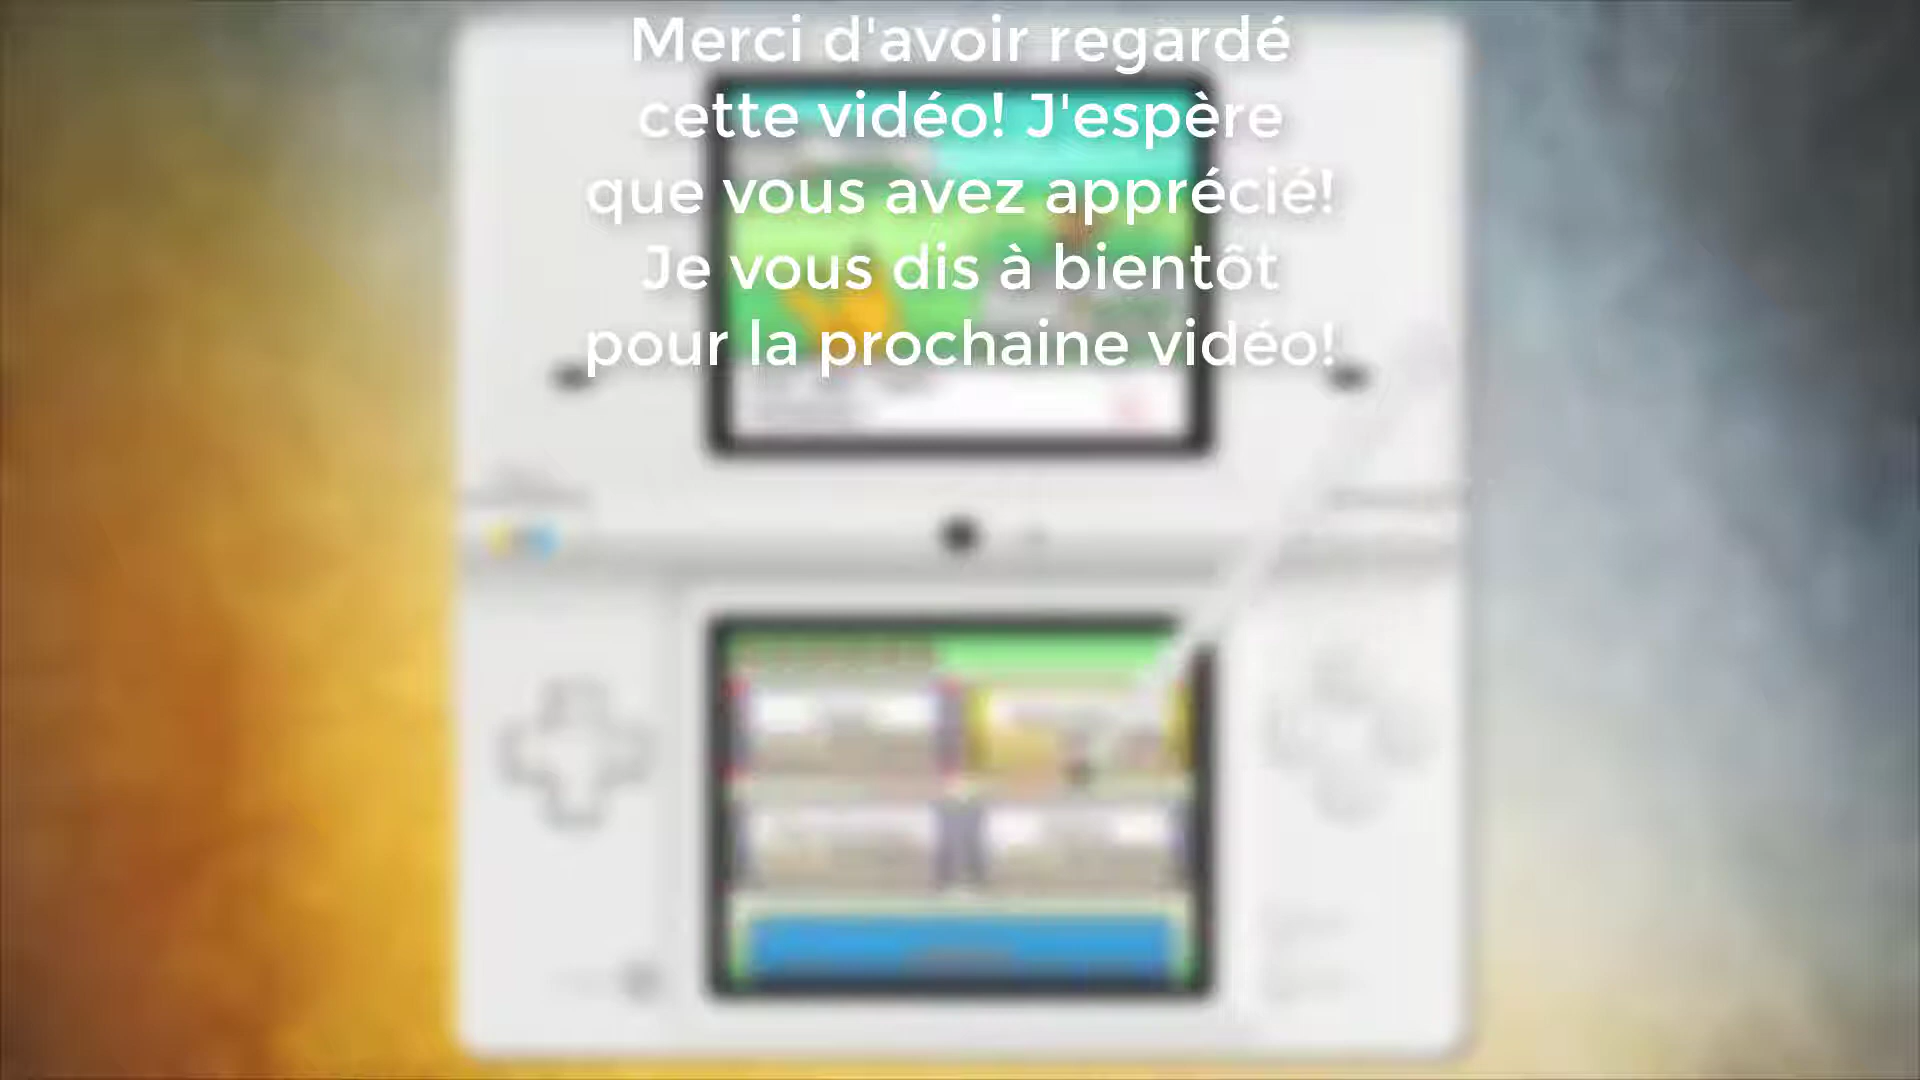 Merci d'avoir regardé
cette vidéo! J'espère
que vous avez apprécié!
Je vous dis à bientôt
pour la prochaine vidéo!